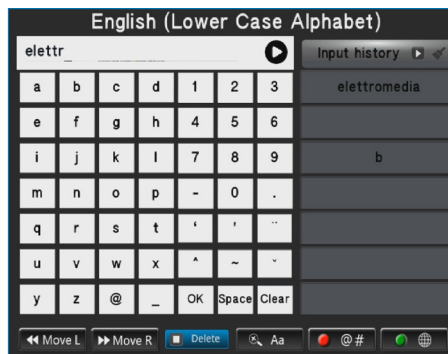 English (Lower Case Alphabet)
elettr_
Input history
a b c d 1 2 3
elettromedia
e f g h 4 5 6
i j k l 7 8 9
b
m n o p - 0 .
q r s t ‘ ' ¨
u v w x ^ ~ ˇ
y z @ _ OK Space Clear
Move L Move R Delete Aa @#